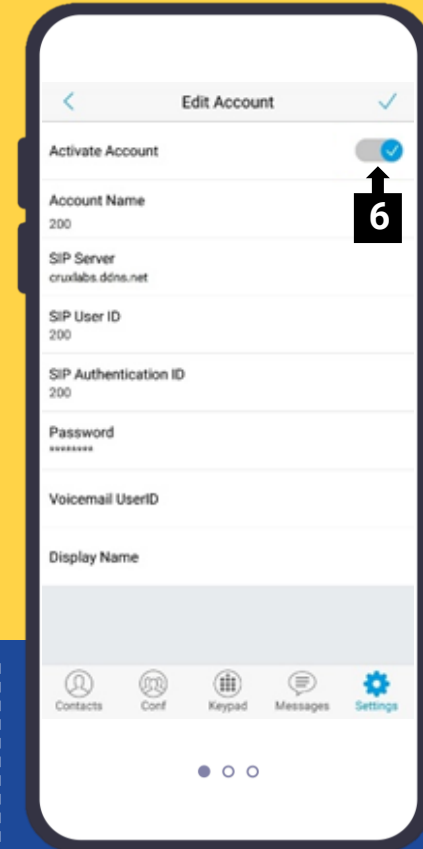 Edit Account
Activate Account
6
Account Name
200
SIP Server
cruxlabs.ddns.net
SIP User ID
200
SIP Authentication ID
200
Password
********
Voicemail UserID
Display Name
Contacts Conf Keypad Messages Settings